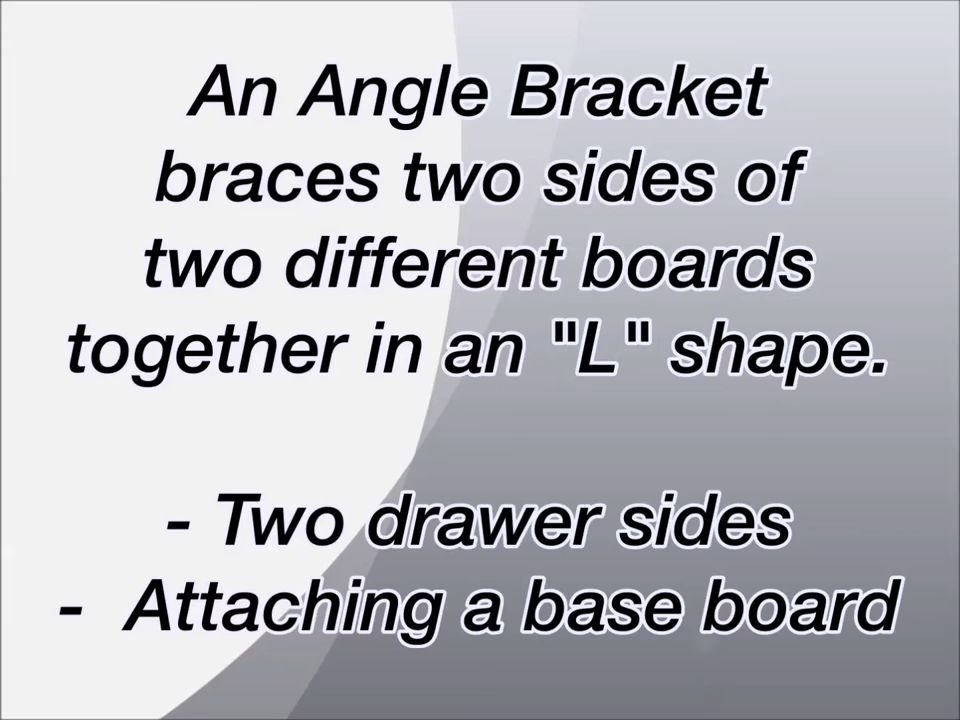 An Angle Bracket
braces two sides of
two different boards
together in an "L" shape.
- Two drawer sides
- Attaching a base board